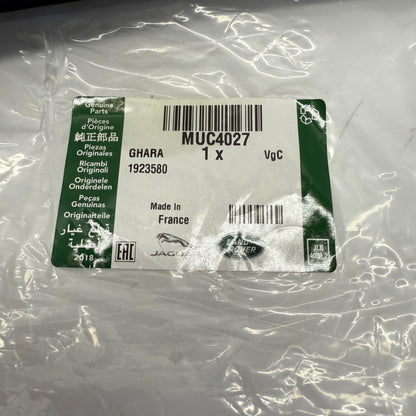 Genuine
Parts
Pièces
d'Origine
純正部品
Piezas
Originales
Ricambi
Originali
Originele
Onderdelen
Peças
Genuínas
Originalteile
قطع غيار
أصلية
2018
MUC4027
GHARA 1 x VgC
1923580
Made In
France
EAC
JAGUAR
LAND
ROVER